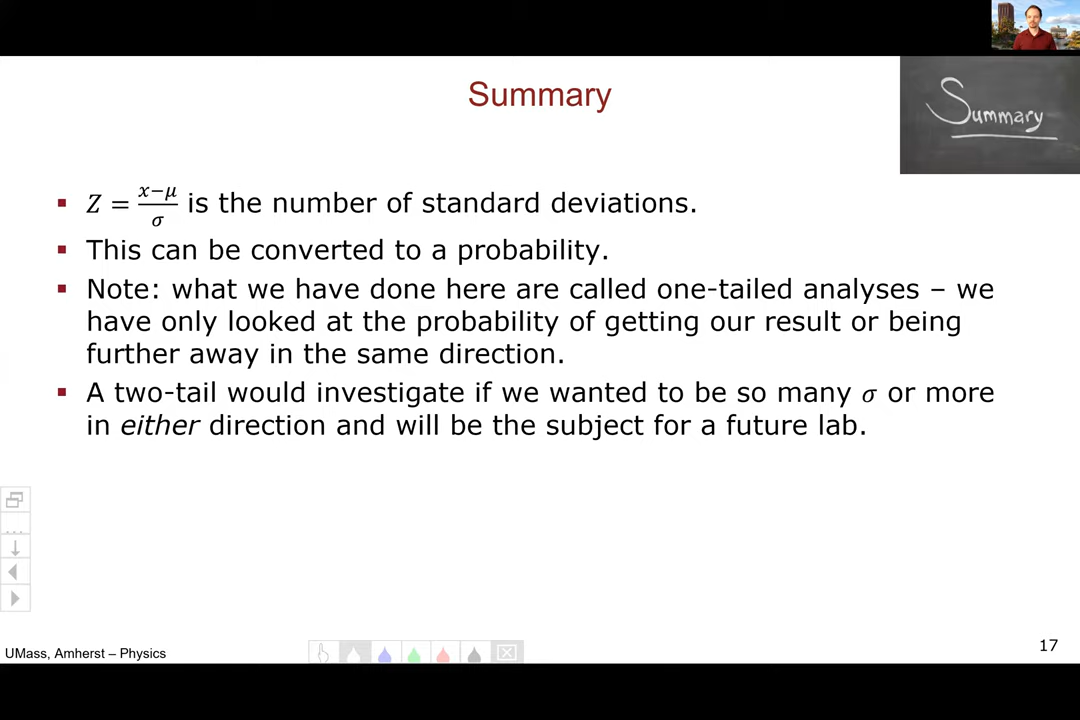 Summary
Summary
▪ Z = (x−μ)/σ is the number of standard deviations.
▪ This can be converted to a probability.
▪ Note: what we have done here are called one-tailed analyses – we
have only looked at the probability of getting our result or being
further away in the same direction.
▪ A two-tail would investigate if we wanted to be so many σ or more
in either direction and will be the subject for a future lab.
UMass, Amherst – Physics
17